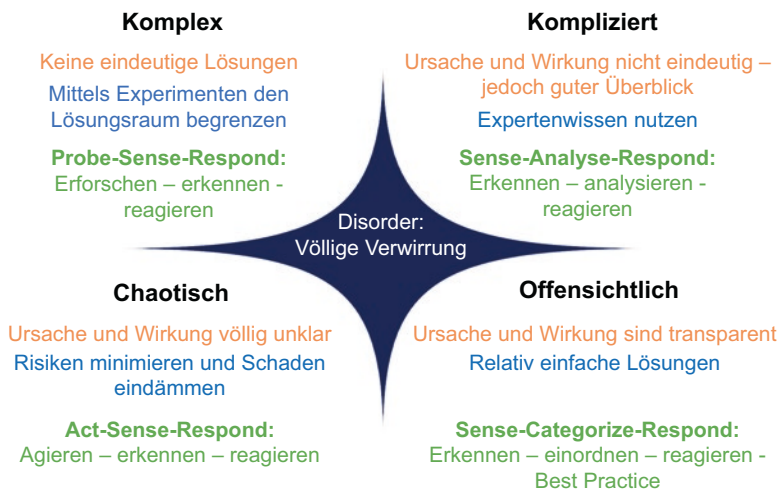 Komplex
Keine eindeutige Lösungen
Mittels Experimenten den
Lösungsraum begrenzen
Probe-Sense-Respond:
Erforschen – erkennen -
reagieren
Kompliziert
Ursache und Wirkung nicht eindeutig –
jedoch guter Überblick
Expertenwissen nutzen
Sense-Analyse-Respond:
Erkennen – analysieren -
reagieren
Disorder:
Völlige Verwirrung
Chaotisch
Ursache und Wirkung völlig unklar
Risiken minimieren und Schaden
eindämmen
Act-Sense-Respond:
Agieren – erkennen – reagieren
Offensichtlich
Ursache und Wirkung sind transparent
Relativ einfache Lösungen
Sense-Categorize-Respond:
Erkennen – einordnen – reagieren -
Best Practice